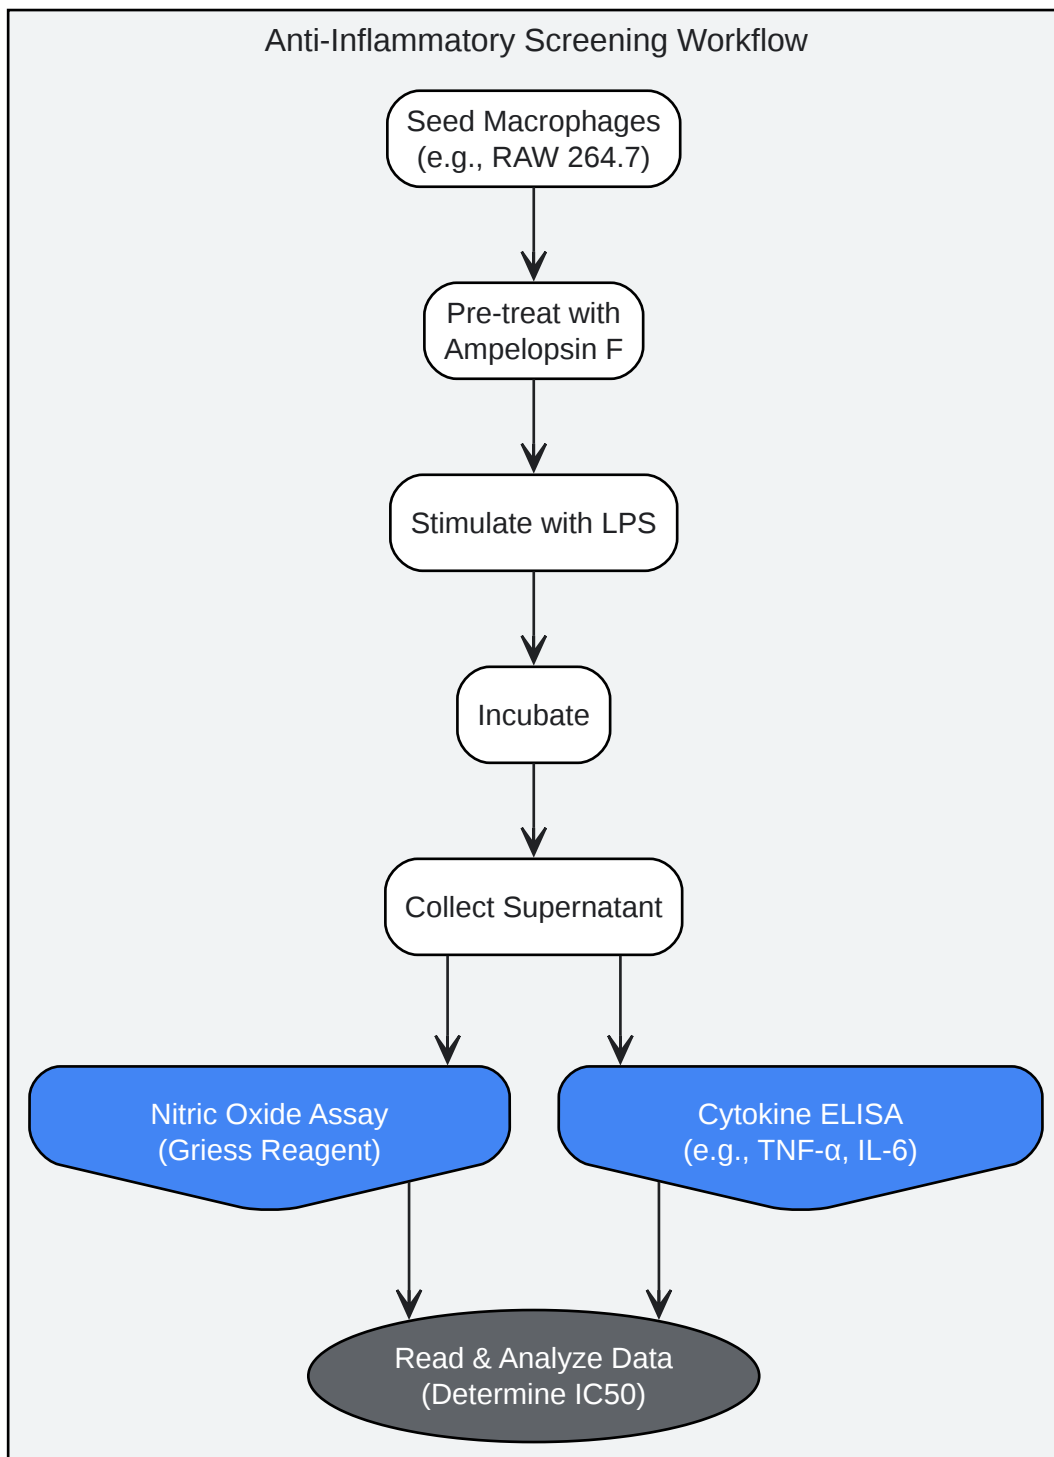 Anti-Inflammatory Screening Workflow
Seed Macrophages
(e.g., RAW 264.7)
Pre-treat with
Ampelopsin F
Stimulate with LPS
Incubate
Collect Supernatant
Nitric Oxide Assay
(Griess Reagent)
Cytokine ELISA
(e.g., TNF-α, IL-6)
Read & Analyze Data
(Determine IC50)